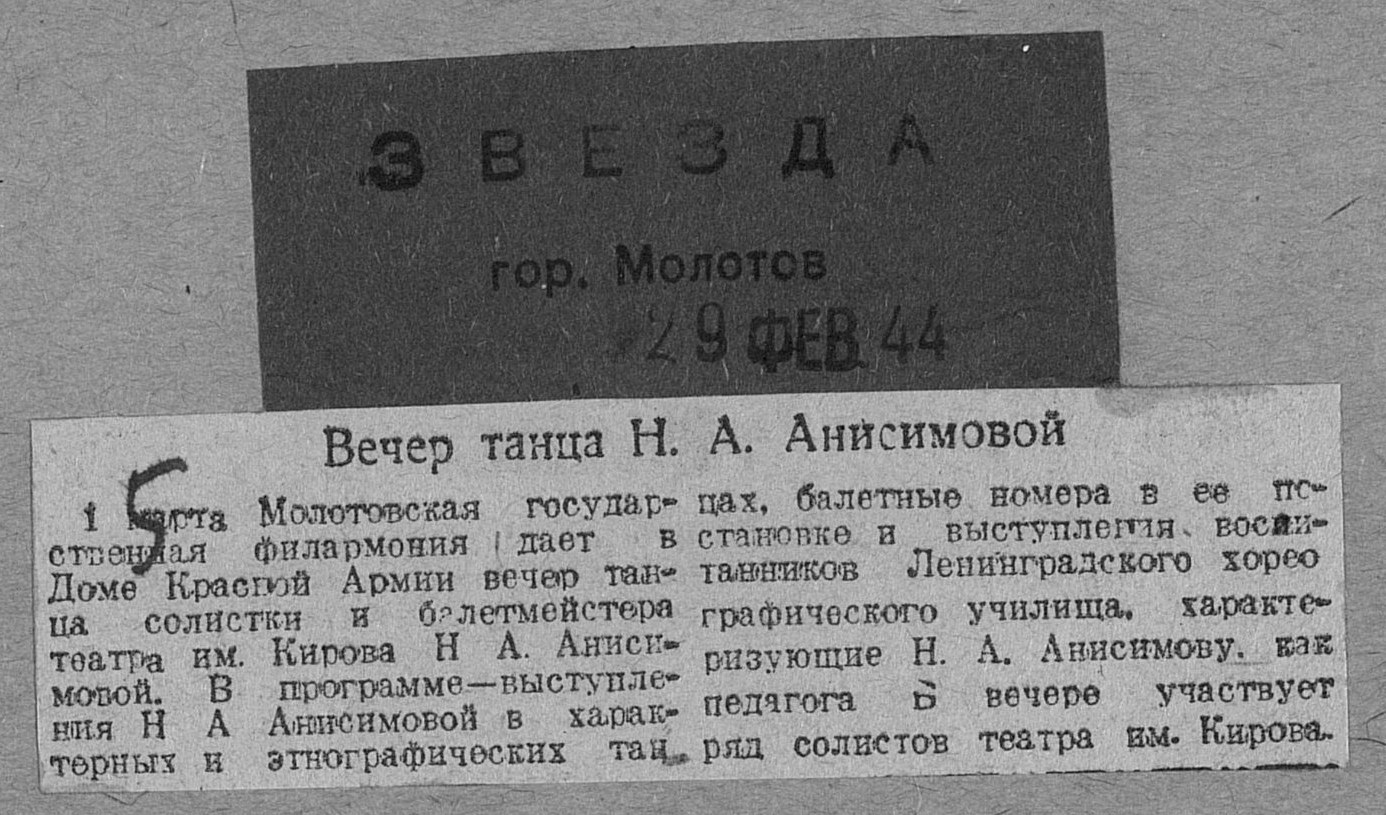 ЗВЕЗДА
гор. Молотов
29 ФЕВ 44
Вечер танца Н. А. Анисимовой
5
1 марта Молотовская государ-
ственная филармония дает в
Доме Красной Армии вечер тан-
ца солистки и балетмейстера
театра им. Кирова Н А. Аниси-
мовой. В программе—выступле-
ния Н А Анисимовой в харак-
терных и этнографических тан-
цах, балетные номера в ее по-
становке и выступления воспи-
танников Ленинградского хорео
графического училища, характе-
ризующие Н. А. Анисимову, как
педагога В вечере участвует
ряд солистов театра им. Кирова.